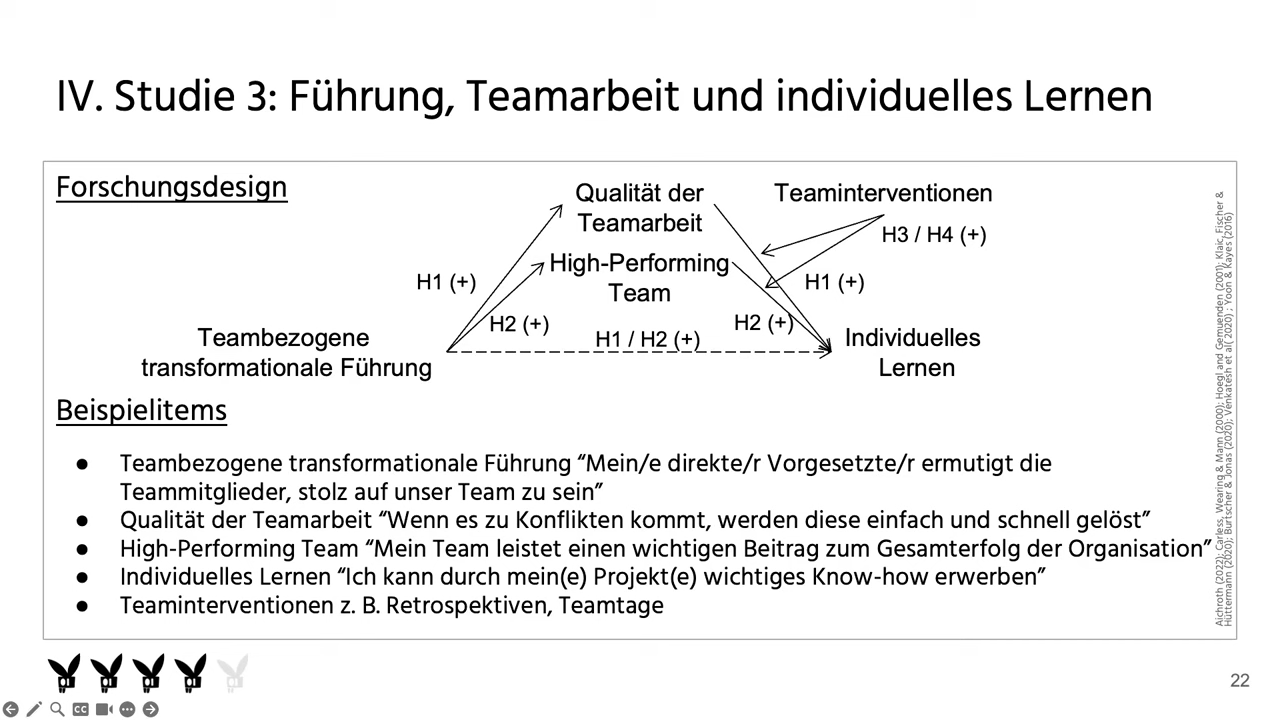 IV. Studie 3: Führung, Teamarbeit und individuelles Lernen
Forschungsdesign
Qualität der
Teamarbeit
Teaminterventionen
H3 / H4 (+)
High-Performing
Team
H1 (+)
H1 (+)
H2 (+)
H2 (+)
H1 / H2 (+)
Teambezogene
transformationale Führung
Individuelles
Lernen
Beispielitems
● Teambezogene transformationale Führung “Mein/e direkte/r Vorgesetzte/r ermutigt die
Teammitglieder, stolz auf unser Team zu sein”
● Qualität der Teamarbeit “Wenn es zu Konflikten kommt, werden diese einfach und schnell gelöst”
● High-Performing Team “Mein Team leistet einen wichtigen Beitrag zum Gesamterfolg der Organisation”
● Individuelles Lernen “Ich kann durch mein(e) Projekt(e) wichtiges Know-how erwerben”
● Teaminterventionen z. B. Retrospektiven, Teamtage
Aichroth (2022); Carless, Wearing & Mann (2000); Hoegl and Gemuenden (2001); Klaic, Fischer &
Hüttermann (2020); Burtscher & Jonas (2020); Venkatesh et al( 2020) ; Yoon & Kayes (2016)
22
CC